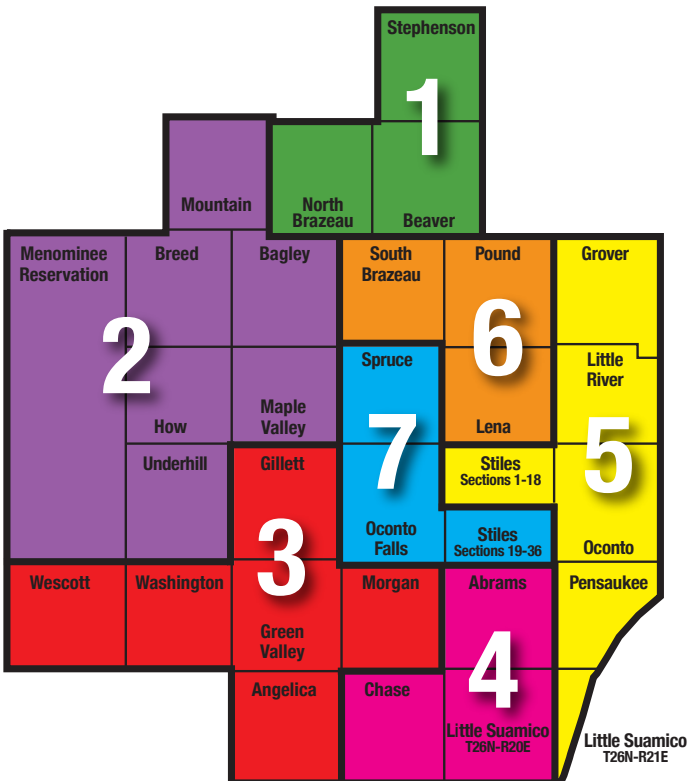 Stephenson
1
Mountain
North
Brazeau
Beaver
Menominee
Reservation
Breed
Bagley
South
Brazeau
Pound
Grover
2
6
Spruce
Little
River
How
Maple
Valley
7
Lena
5
Underhill
Gillett
Stiles
Sections 1-18
3
Oconto
Falls
Stiles
Sections 19-36
Oconto
Wescott
Washington
Green
Valley
Morgan
Abrams
Pensaukee
4
Angelica
Chase
Little Suamico
T26N-R20E
Little Suamico
T26N-R21E